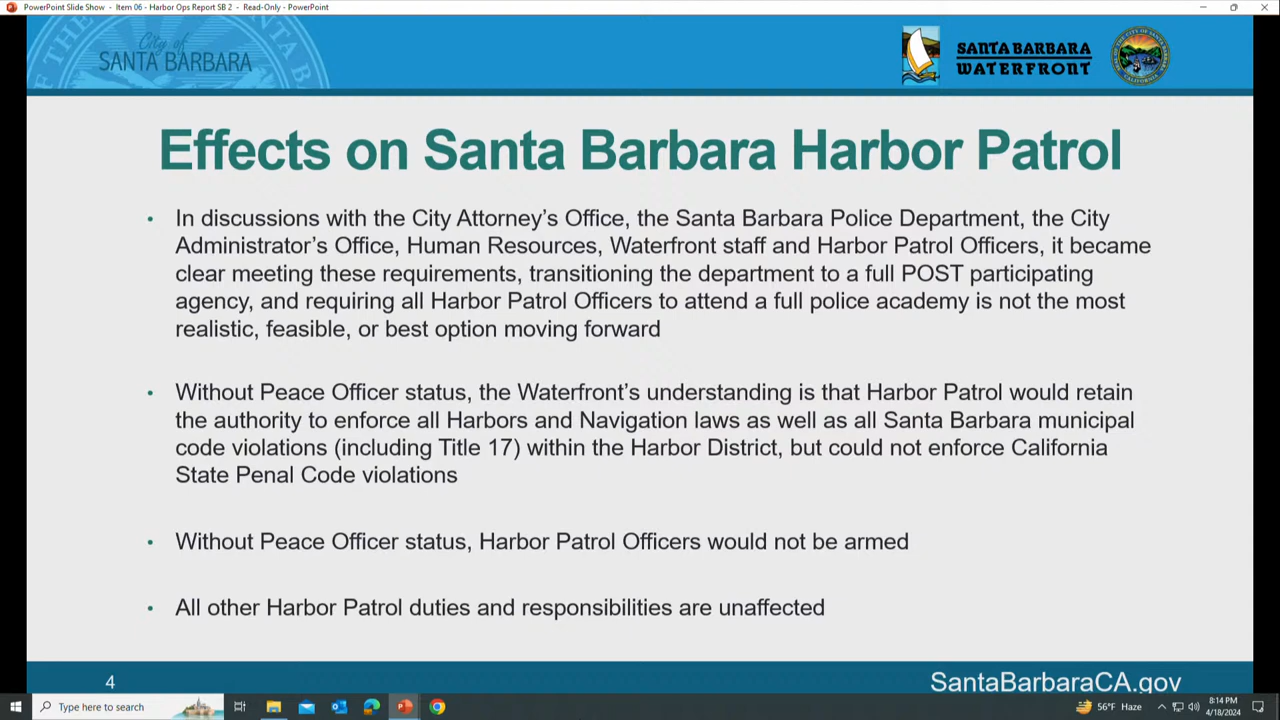 PowerPoint Slide Show - Item 06 - Harbor Ops Report SB 2 - Read-Only - PowerPoint
City of
SANTA BARBARA
SANTA BARBARA
WATERFRONT
Effects on Santa Barbara Harbor Patrol
• In discussions with the City Attorney’s Office, the Santa Barbara Police Department, the City
Administrator’s Office, Human Resources, Waterfront staff and Harbor Patrol Officers, it became
clear meeting these requirements, transitioning the department to a full POST participating
agency, and requiring all Harbor Patrol Officers to attend a full police academy is not the most
realistic, feasible, or best option moving forward
• Without Peace Officer status, the Waterfront’s understanding is that Harbor Patrol would retain
the authority to enforce all Harbors and Navigation laws as well as all Santa Barbara municipal
code violations (including Title 17) within the Harbor District, but could not enforce California
State Penal Code violations
• Without Peace Officer status, Harbor Patrol Officers would not be armed
• All other Harbor Patrol duties and responsibilities are unaffected
4
SantaBarbaraCA.gov
Type here to search
56°F Haze
8:14 PM
4/18/2024